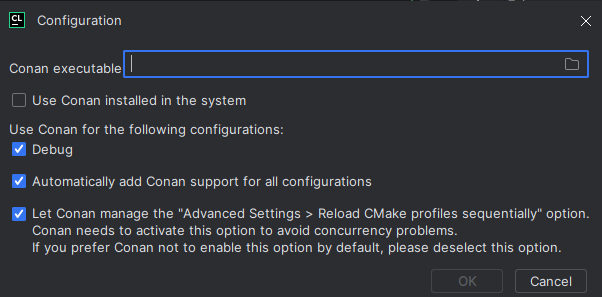 CL
Configuration
Conan executable
Use Conan installed in the system
Use Conan for the following configurations:
Debug
Automatically add Conan support for all configurations
Let Conan manage the "Advanced Settings > Reload CMake profiles sequentially" option.
Conan needs to activate this option to avoid concurrency problems.
If you prefer Conan not to enable this option by default, please deselect this option.
OK
Cancel